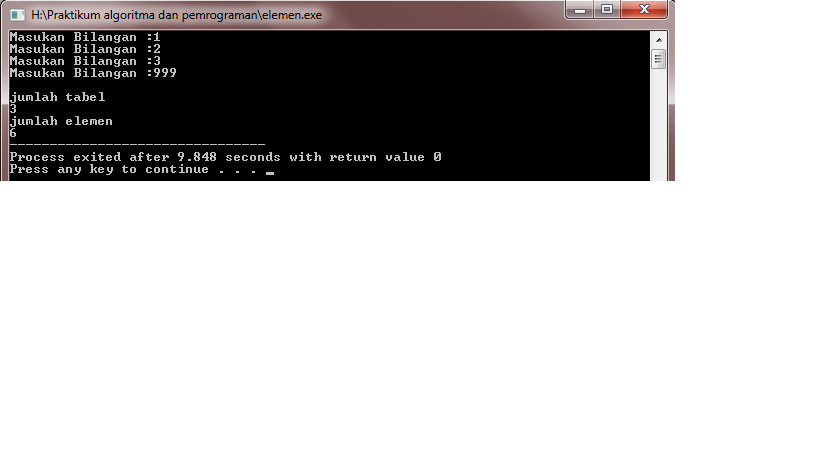 H:\Praktikum algoritma dan pemrograman\elemen.exe
Masukan Bilangan :1
Masukan Bilangan :2
Masukan Bilangan :3
Masukan Bilangan :999
jumlah tabel
3
jumlah elemen
6
--------------------------------
Process exited after 9.848 seconds with return value 0
Press any key to continue . . . _